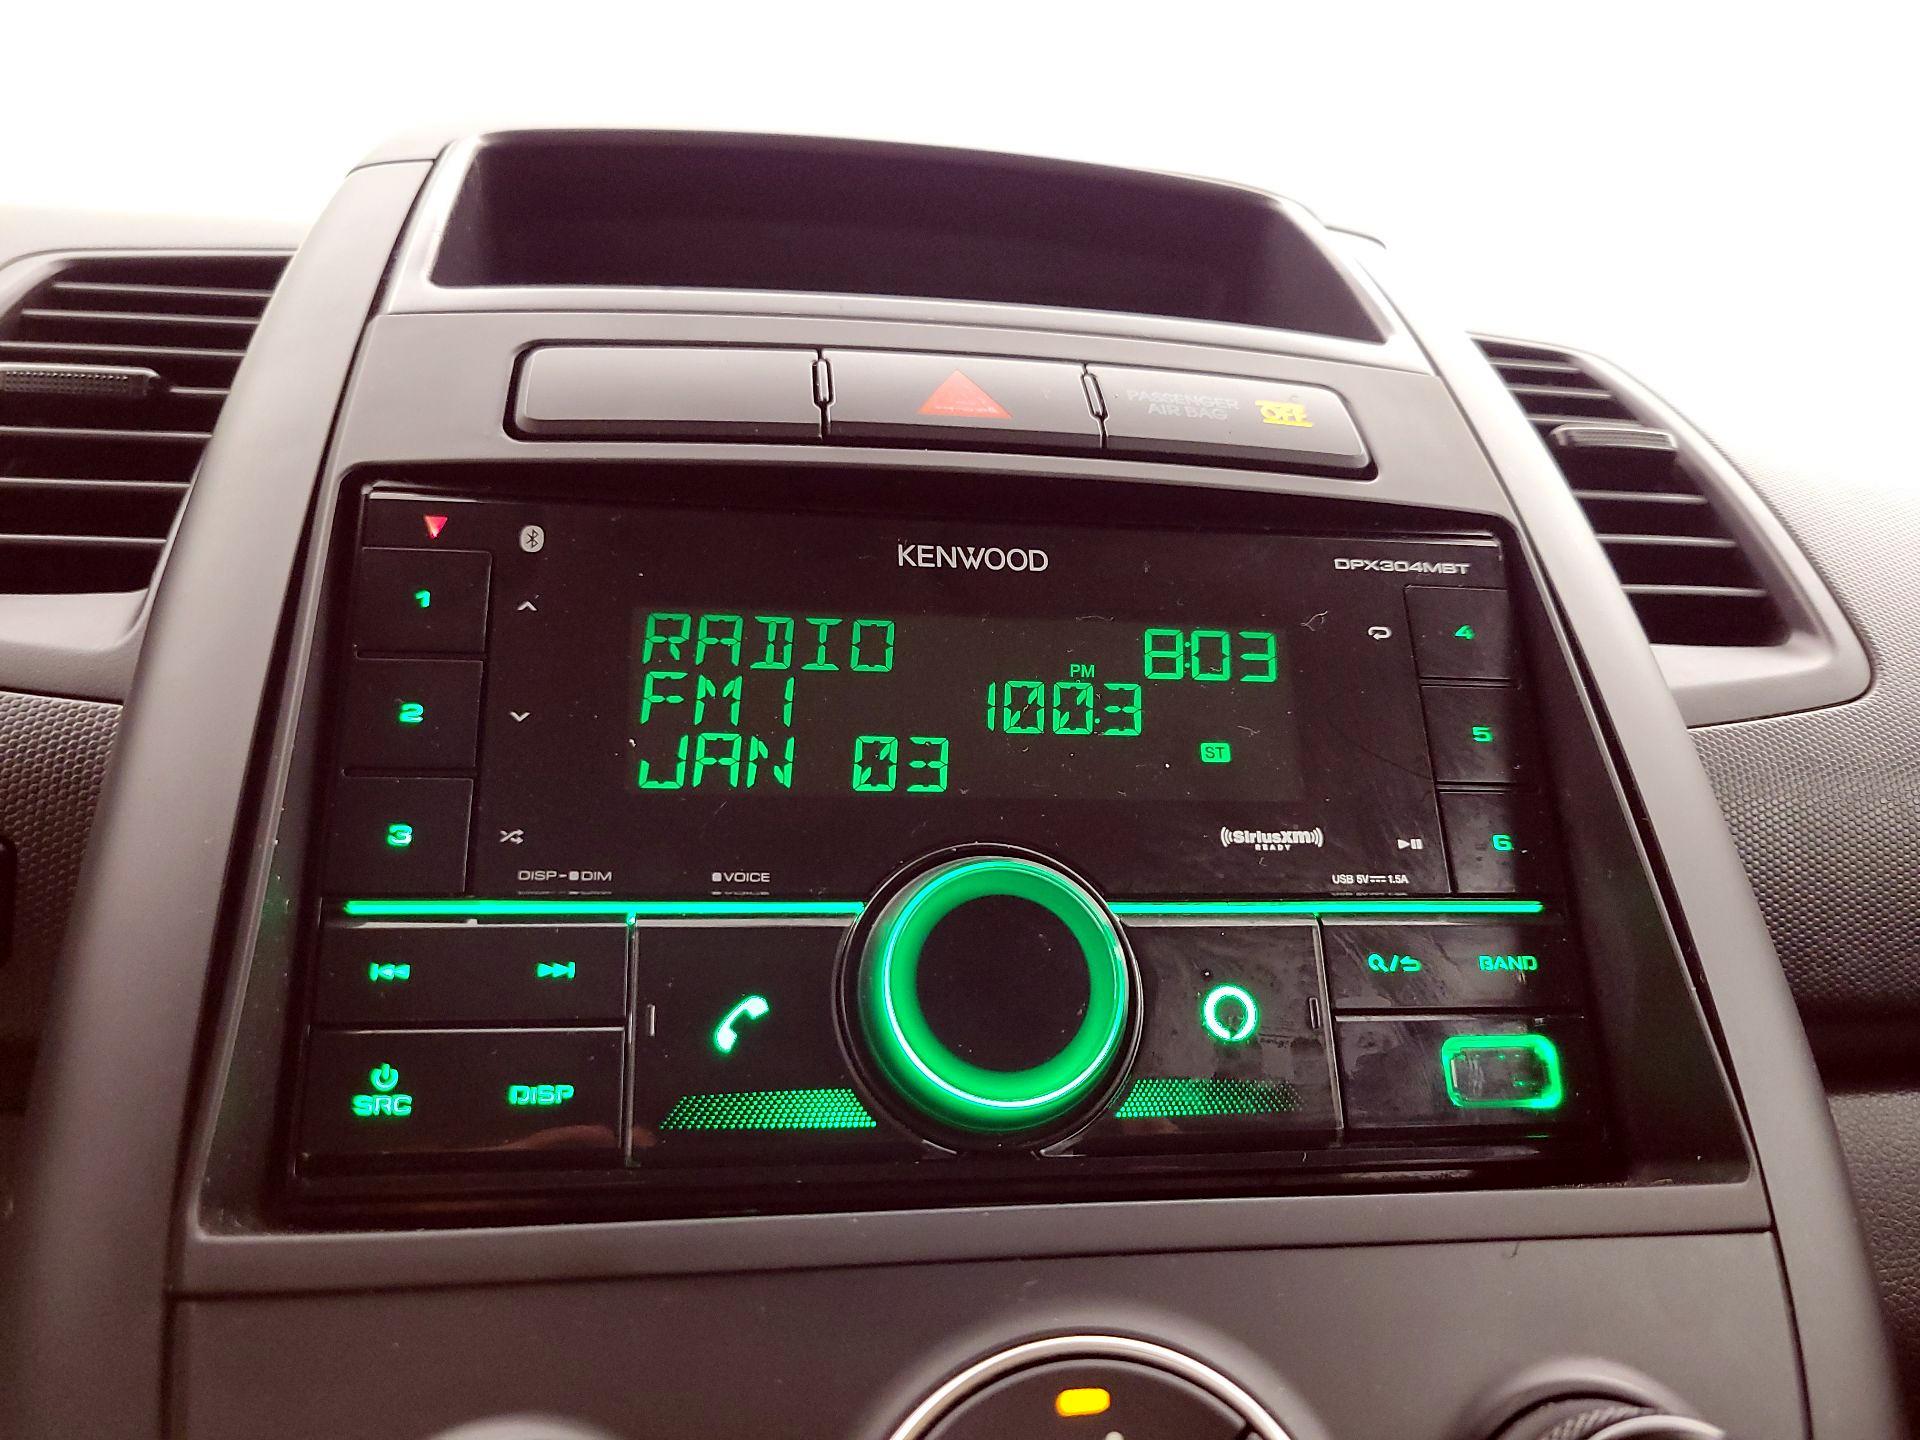 PASSENGER
AIR BAG
OFF
KENWOOD
DPX304MBT
1
2
3
RADIO
8:03
PM
FM1
100.3
JAN 03
ST
4
5
6
((SiriusXM))
READY
DISP-DIM
VOICE
USB 5V 1.5A
BAND
SRC
DISP